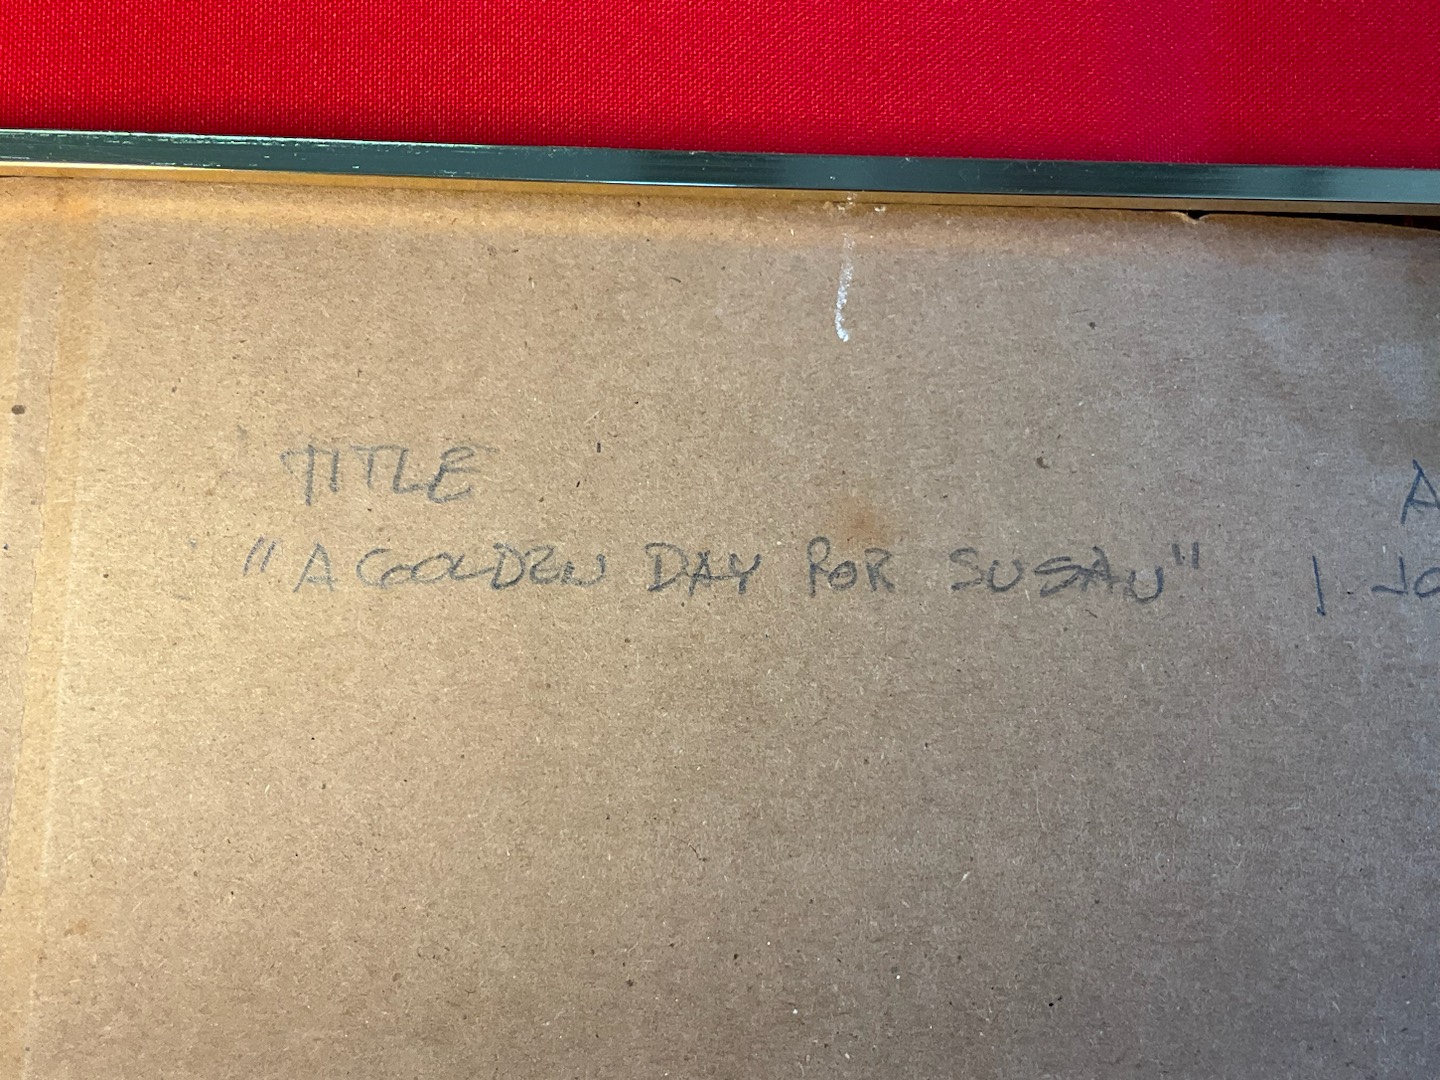 TITLE
"A GOLDEN DAY FOR SUSAN"